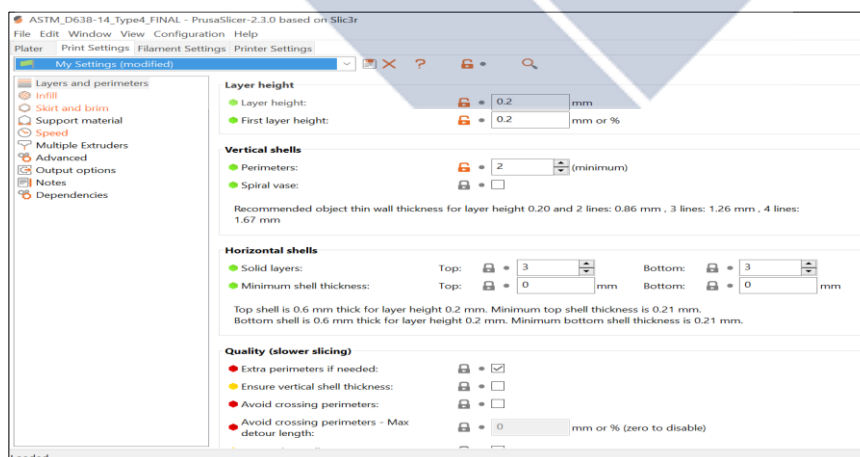 ASTM_D638-14_Type4_FINAL - PrusaSlicer-2.3.0 based on Slic3r
File Edit Window View Configuration Help
Plater Print Settings Filament Settings Printer Settings
My Settings (modified)
Layers and perimeters
Infill
Skirt and brim
Support material
Speed
Multiple Extruders
Advanced
Output options
Notes
Dependencies
Layer height
Layer height: 0.2 mm
First layer height: 0.2 mm or %
Vertical shells
Perimeters: 2 (minimum)
Spiral vase:
Recommended object thin wall thickness for layer height 0.20 and 2 lines: 0.86 mm , 3 lines: 1.26 mm , 4 lines:
1.67 mm
Horizontal shells
Solid layers: Top: 3 Bottom: 3
Minimum shell thickness: Top: 0 mm Bottom: 0 mm
Top shell is 0.6 mm thick for layer height 0.2 mm. Minimum top shell thickness is 0.21 mm.
Bottom shell is 0.6 mm thick for layer height 0.2 mm. Minimum bottom shell thickness is 0.21 mm.
Quality (slower slicing)
Extra perimeters if needed:
Ensure vertical shell thickness:
Avoid crossing perimeters:
Avoid crossing perimeters - Max
detour length: 0 mm or % (zero to disable)